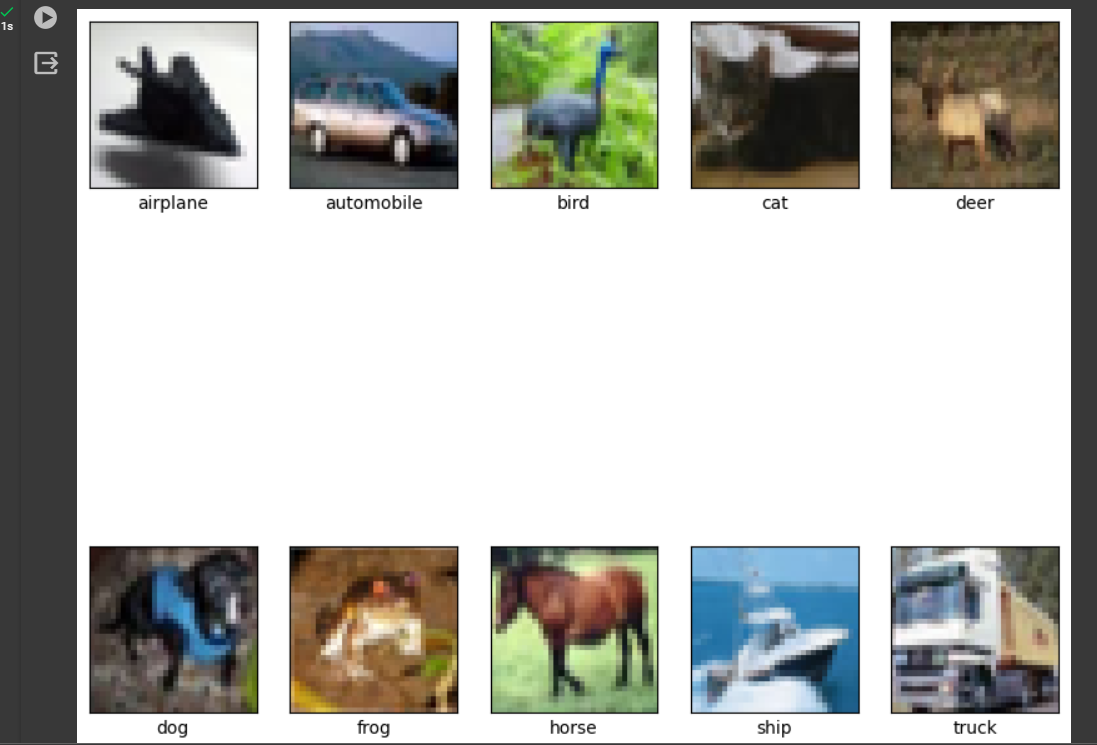 1s
airplane automobile bird cat deer
dog frog horse ship truck